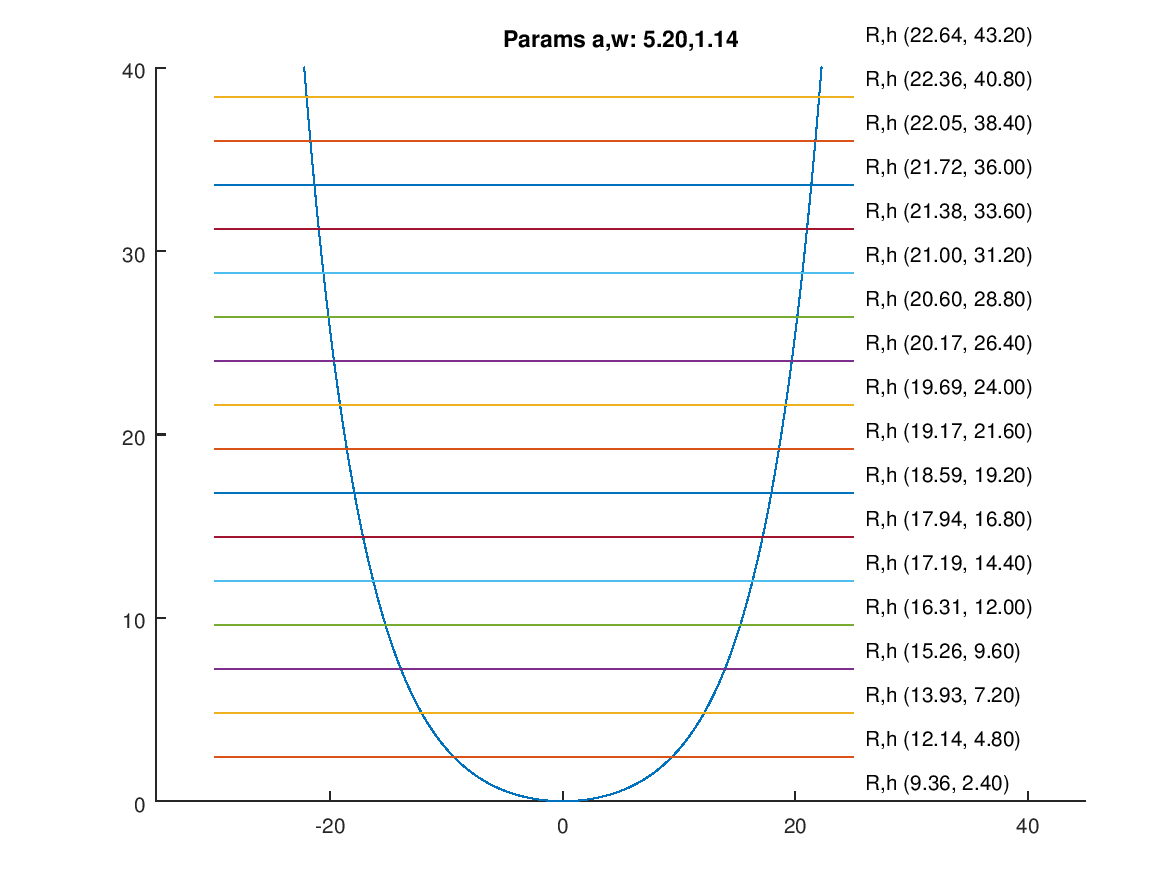 Params a,w: 5.20,1.14
R,h (22.64, 43.20)
R,h (22.36, 40.80)
R,h (22.05, 38.40)
R,h (21.72, 36.00)
R,h (21.38, 33.60)
R,h (21.00, 31.20)
R,h (20.60, 28.80)
R,h (20.17, 26.40)
R,h (19.69, 24.00)
R,h (19.17, 21.60)
R,h (18.59, 19.20)
R,h (17.94, 16.80)
R,h (17.19, 14.40)
R,h (16.31, 12.00)
R,h (15.26, 9.60)
R,h (13.93, 7.20)
R,h (12.14, 4.80)
R,h (9.36, 2.40)
40
30
20
10
0
-20
0
20
40